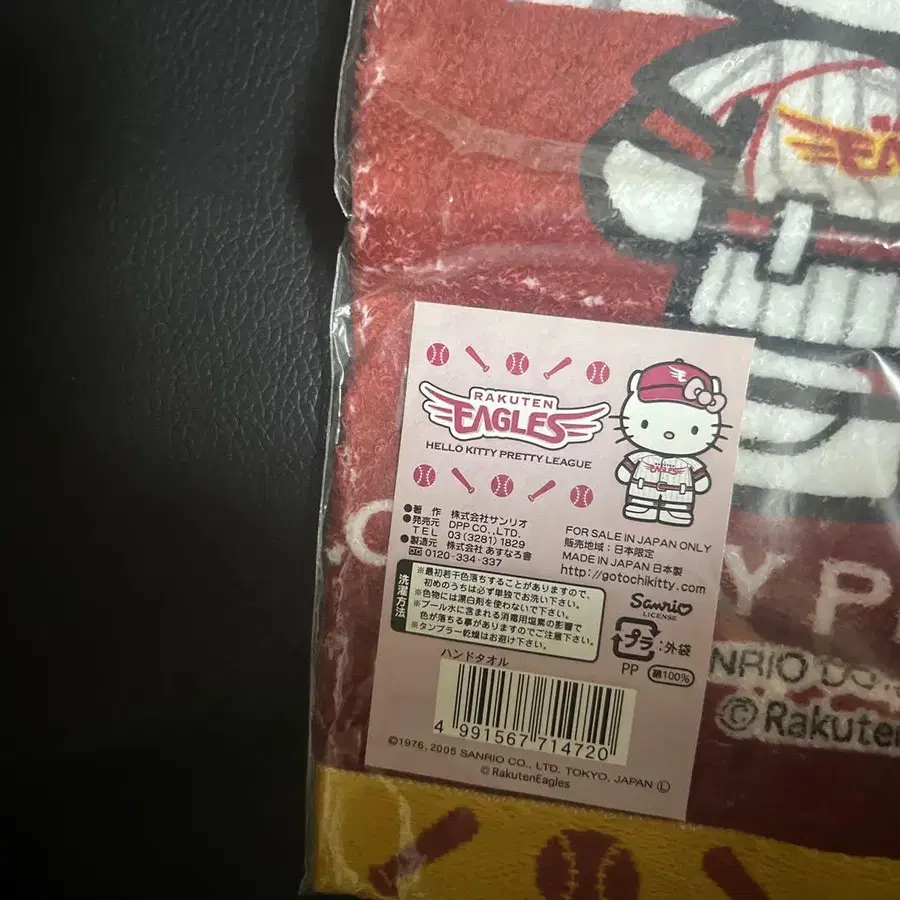 EA
RAKUTEN
EAGLES
HELLO KITTY PRETTY LEAGUE
EAGLES
●著 作 株式会社サンリオ
●発売元 DPP CO.,LTD.
TEL 03(3281)1829
●製造元 株式会社 あすなろ舎
0120-334-337
FOR SALE IN JAPAN ONLY
販売地域：日本限定
MADE IN JAPAN 日本製
http://gotochikitty.com
洗濯方法
※最初若干色落ちすることがありますので、
初めのうちは必ず単独でお洗い下さい。
※色物には漂白剤を使わないで下さい。
※プール水に含まれる消毒用塩素の影響で
色が落ちる事がありますのでご注意下さい。
※タンブラー乾燥はお避け下さい。
Sanrio
LICENSE
プラ：外袋
PP 綿100%
ハンドタオル
4 991567 714720
©1976, 2005 SANRIO CO., LTD. TOKYO, JAPAN Ⓛ
©RakutenEagles
Y P
NRIO
©Rakuten